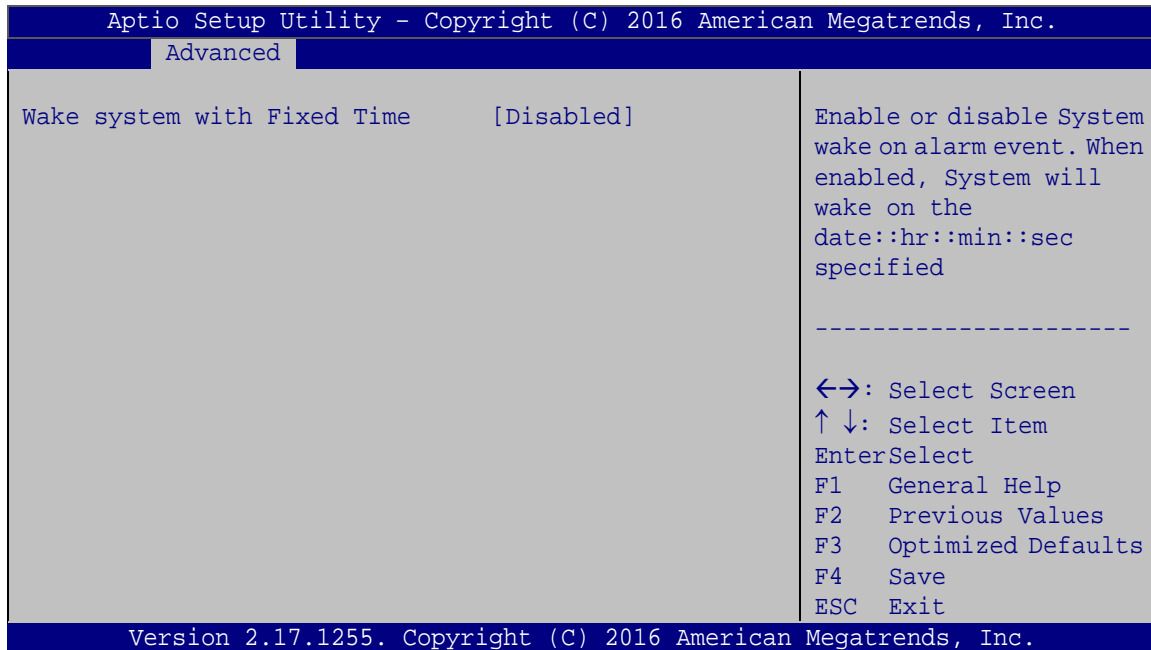 Aptio Setup Utility – Copyright (C) 2016 American Megatrends, Inc.
Advanced
Wake system with Fixed Time [Disabled]
Enable or disable System
wake on alarm event. When
enabled, System will
wake on the
date::hr::min::sec
specified
----------------------
←→: Select Screen
↑ ↓: Select Item
EnterSelect
F1 General Help
F2 Previous Values
F3 Optimized Defaults
F4 Save
ESC Exit
Version 2.17.1255. Copyright (C) 2016 American Megatrends, Inc.